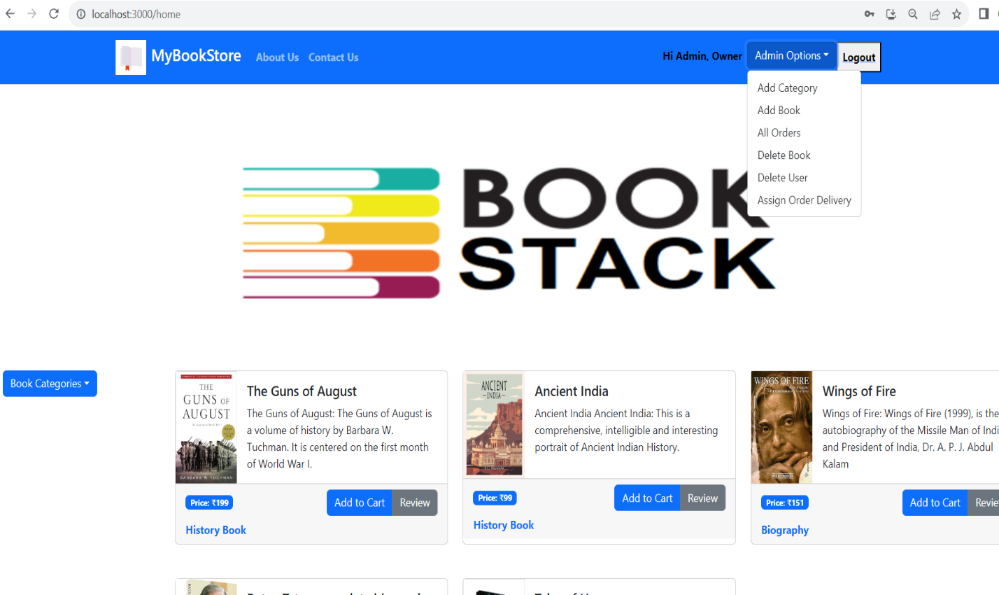 localhost:3000/home
MyBookStore
About Us
Contact Us
Hi Admin, Owner
Admin Options
Logout
Add Category
Add Book
All Orders
Delete Book
Delete User
Assign Order Delivery
BOOK
STACK
Book Categories
THE
GUNS OF
AUGUST
BARBARA W. TUCHMAN
The Guns of August
The Guns of August: The Guns of August is
a volume of history by Barbara W.
Tuchman. It is centered on the first month
of World War I.
Price: ₹199
Add to Cart
Review
History Book
ANCIENT
INDIA
Ancient India
Ancient India Ancient India: This is a
comprehensive, intelligible and interesting
portrait of Ancient Indian History.
Price: ₹99
Add to Cart
Review
History Book
WINGS OF FIRE
Wings of Fire
Wings of Fire: Wings of Fire (1999), is the
autobiography of the Missile Man of Indi
and President of India, Dr. A. P. J. Abdul
Kalam
Price: ₹151
Add to Cart
Revie
Biography